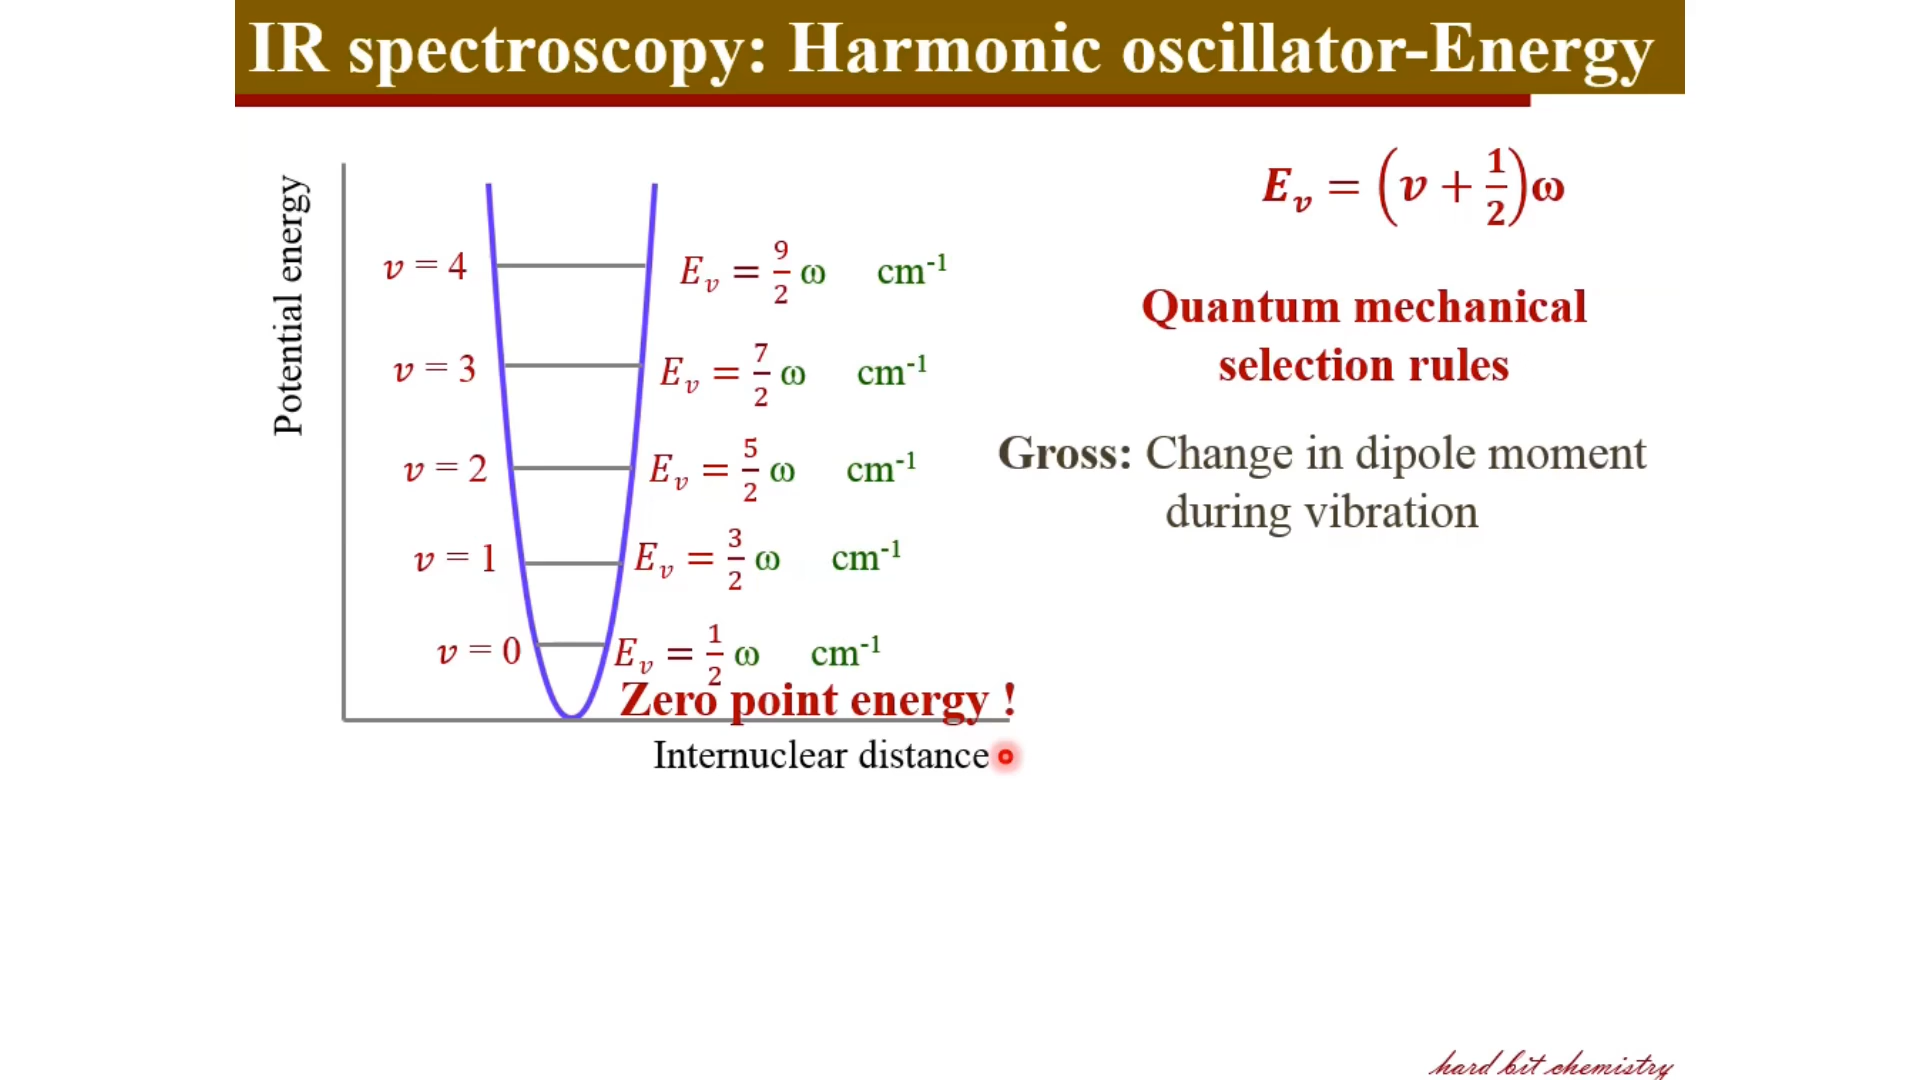 IR spectroscopy: Harmonic oscillator-Energy
Potential energy
v = 4
E_v = 9/2 ω cm⁻¹
v = 3
E_v = 7/2 ω cm⁻¹
v = 2
E_v = 5/2 ω cm⁻¹
v = 1
E_v = 3/2 ω cm⁻¹
v = 0
E_v = 1/2 ω cm⁻¹
Zero point energy !
Internuclear distance
E_v = (v + 1/2)ω
Quantum mechanical
selection rules
Gross: Change in dipole moment
during vibration
hard bit chemistry